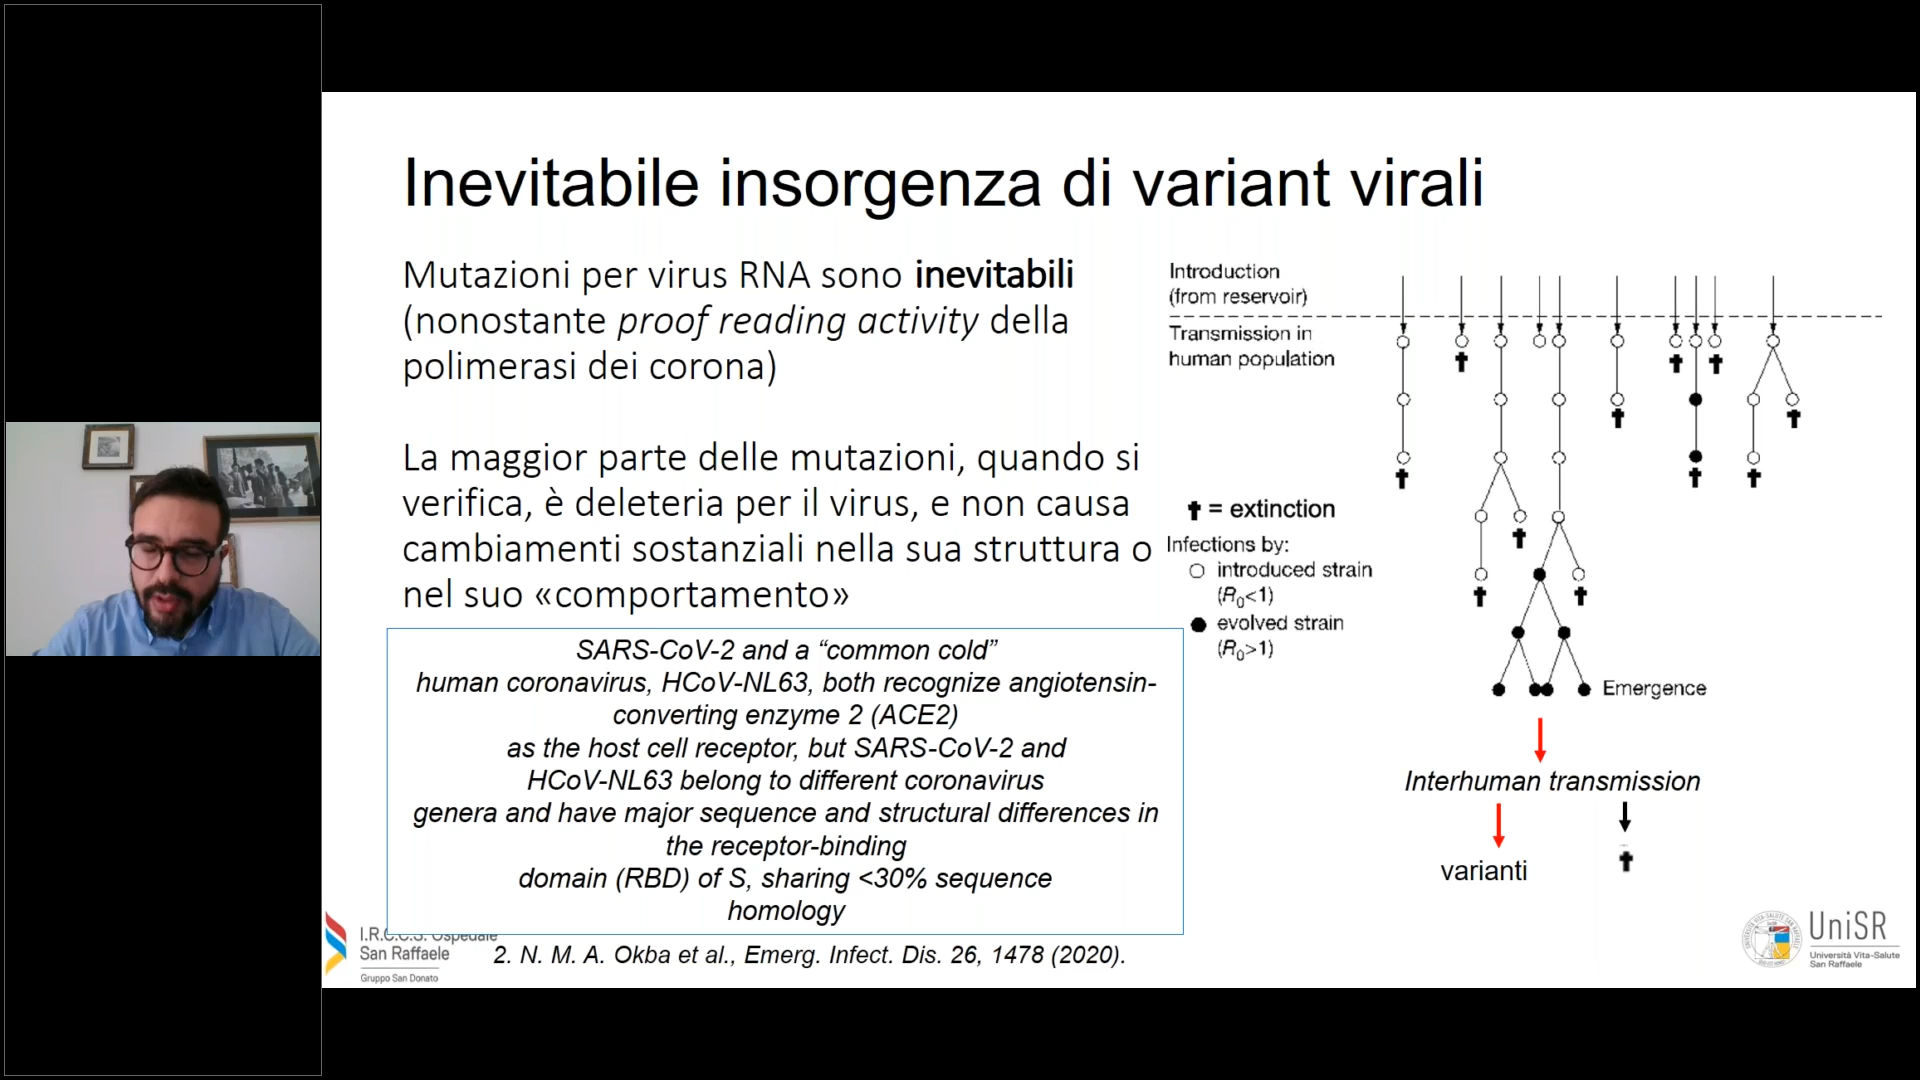 Inevitabile insorgenza di variant virali
Mutazioni per virus RNA sono inevitabili
(nonostante proof reading activity della
polimerasi dei corona)
La maggior parte delle mutazioni, quando si
verifica, è deleteria per il virus, e non causa
cambiamenti sostanziali nella sua struttura o
nel suo «comportamento»
SARS-CoV-2 and a “common cold”
human coronavirus, HCoV-NL63, both recognize angiotensin-
converting enzyme 2 (ACE2)
as the host cell receptor, but SARS-CoV-2 and
HCoV-NL63 belong to different coronavirus
genera and have major sequence and structural differences in
the receptor-binding
domain (RBD) of S, sharing <30% sequence
homology
2. N. M. A. Okba et al., Emerg. Infect. Dis. 26, 1478 (2020).
Introduction
(from reservoir)
Transmission in
human population
✝ = extinction
Infections by:
introduced strain
(R0<1)
evolved strain
(R0>1)
Emergence
Interhuman transmission
varianti
I.R.C.C.S. Ospedale
San Raffaele
Gruppo San Donato
UniSR
Università Vita-Salute
San Raffaele